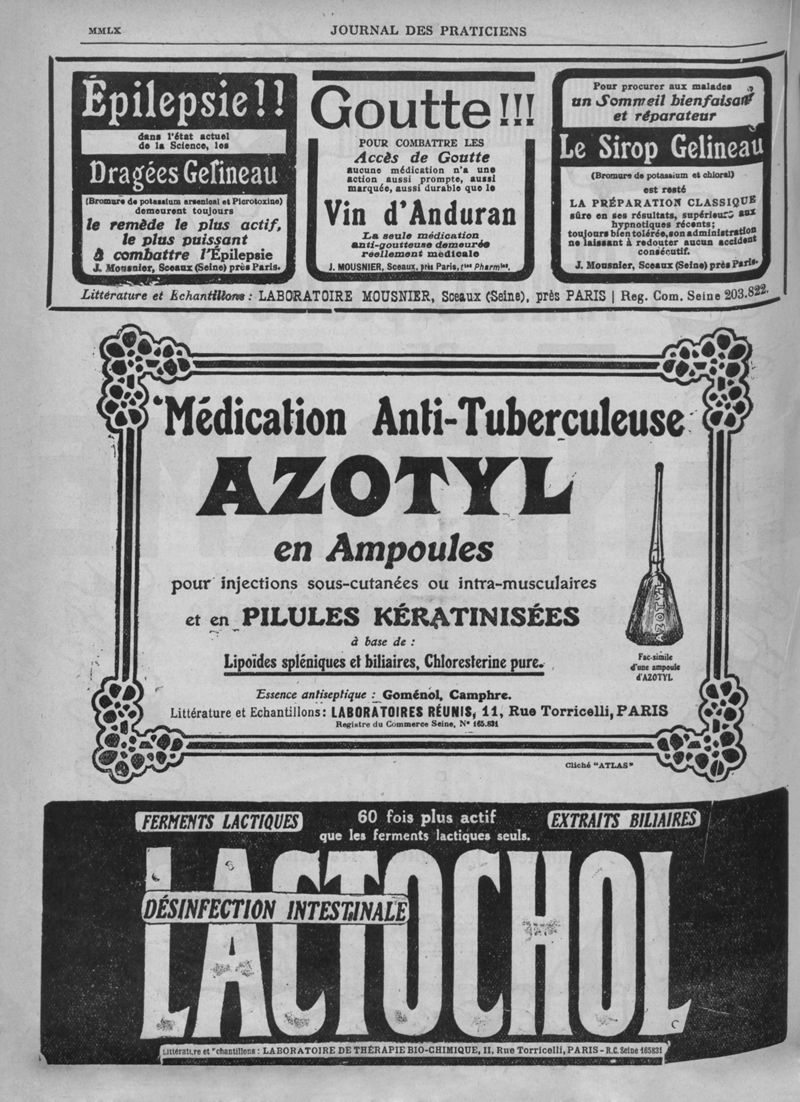 MMLX
JOURNAL DES PRATICIENS
Épilepsie!!
dans l'état actuel
de la Science, les
Dragées Gelineau
(Bromure de potassium arsenical et Picrotoxine)
demeurent toujours
le remède le plus actif,
le plus puissant
à combattre l'Épilepsie
J. Mousnier, Sceaux (Seine) près Paris.
Goutte!!!
POUR COMBATTRE LES
Accès de Goutte
aucune médication n'a une
action aussi prompte, aussi
marquée, aussi durable que le
Vin d'Anduran
La seule médication
anti-goutteuse demeurée
réellement médicale
J. MOUSNIER, Sceaux, près Paris, et ttes Pharmies.
Pour procurer aux malades
un Sommeil bienfaisant
et réparateur
Le Sirop Gelineau
(Bromure de potassium et chloral)
est resté
LA PRÉPARATION CLASSIQUE
sûre en ses résultats, supérieurs aux
hypnotiques récents;
toujours bien tolérée, son administration
ne laissant à redouter aucun accident
consécutif.
J. Mousnier, Sceaux (Seine) près Paris.
Littérature et Echantillons : LABORATOIRE MOUSNIER, Sceaux (Seine), près PARIS | Reg. Com. Seine 203.822.
Médication Anti-Tuberculeuse
AZOTYL
en Ampoules
pour injections sous-cutanées ou intra-musculaires
et en PILULES KÉRATINISÉES
à base de :
Lipoïdes spléniques et biliaires, Chloresterine pure.
AZOTYL
Fac-simile
d'une ampoule
d'AZOTYL
Essence antiseptique : Goménol, Camphre.
Littérature et Echantillons : LABORATOIRES RÉUNIS, 11, Rue Torricelli, PARIS
Registre du Commerce Seine, N° 165.831
Cliché "ATLAS"
FERMENTS LACTIQUES
60 fois plus actif
que les ferments lactiques seuls.
EXTRAITS BILIAIRES
LACTOCHOL
DÉSINFECTION INTESTINALE
Littérature et Echantillons : LABORATOIRE DE THÉRAPIE BIO-CHIMIQUE, 11, Rue Torricelli, PARIS - R.C. Seine 165831